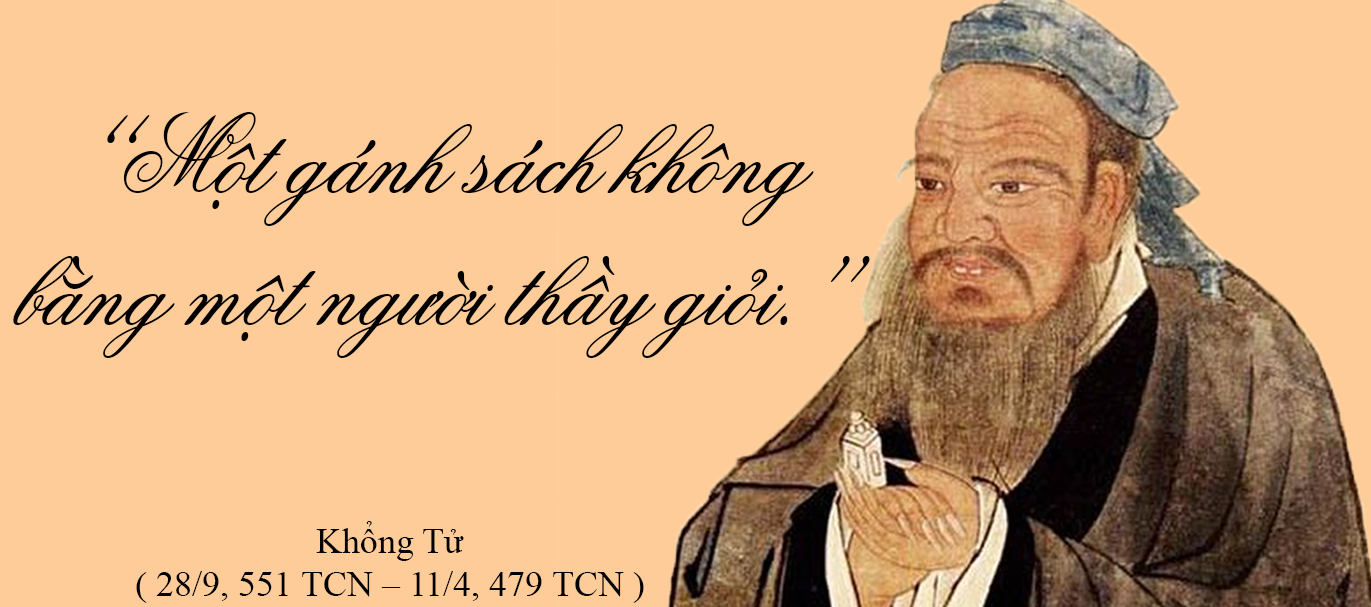 “Một gánh sách không
bằng một người thầy giỏi. ”
Khổng Tử
( 28/9, 551 TCN – 11/4, 479 TCN )